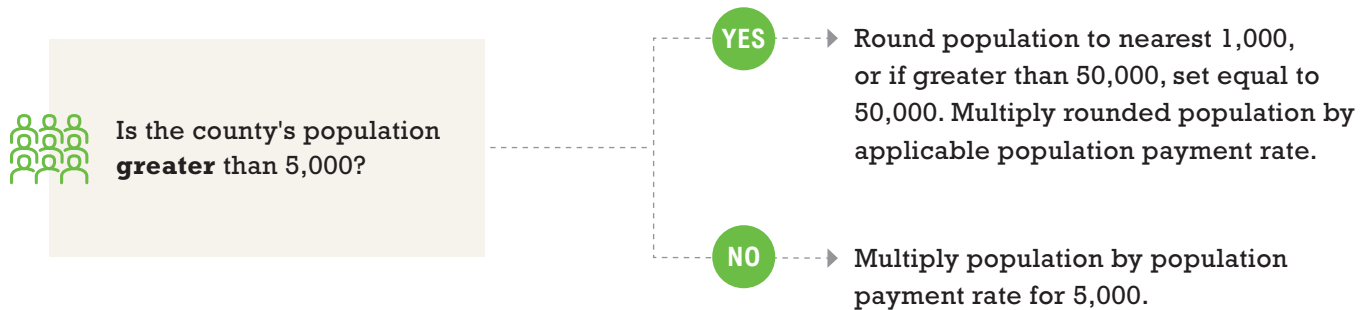 Is the county's population
greater than 5,000?
YES
Round population to nearest 1,000,
or if greater than 50,000, set equal to
50,000. Multiply rounded population by
applicable population payment rate.
NO
Multiply population by population
payment rate for 5,000.